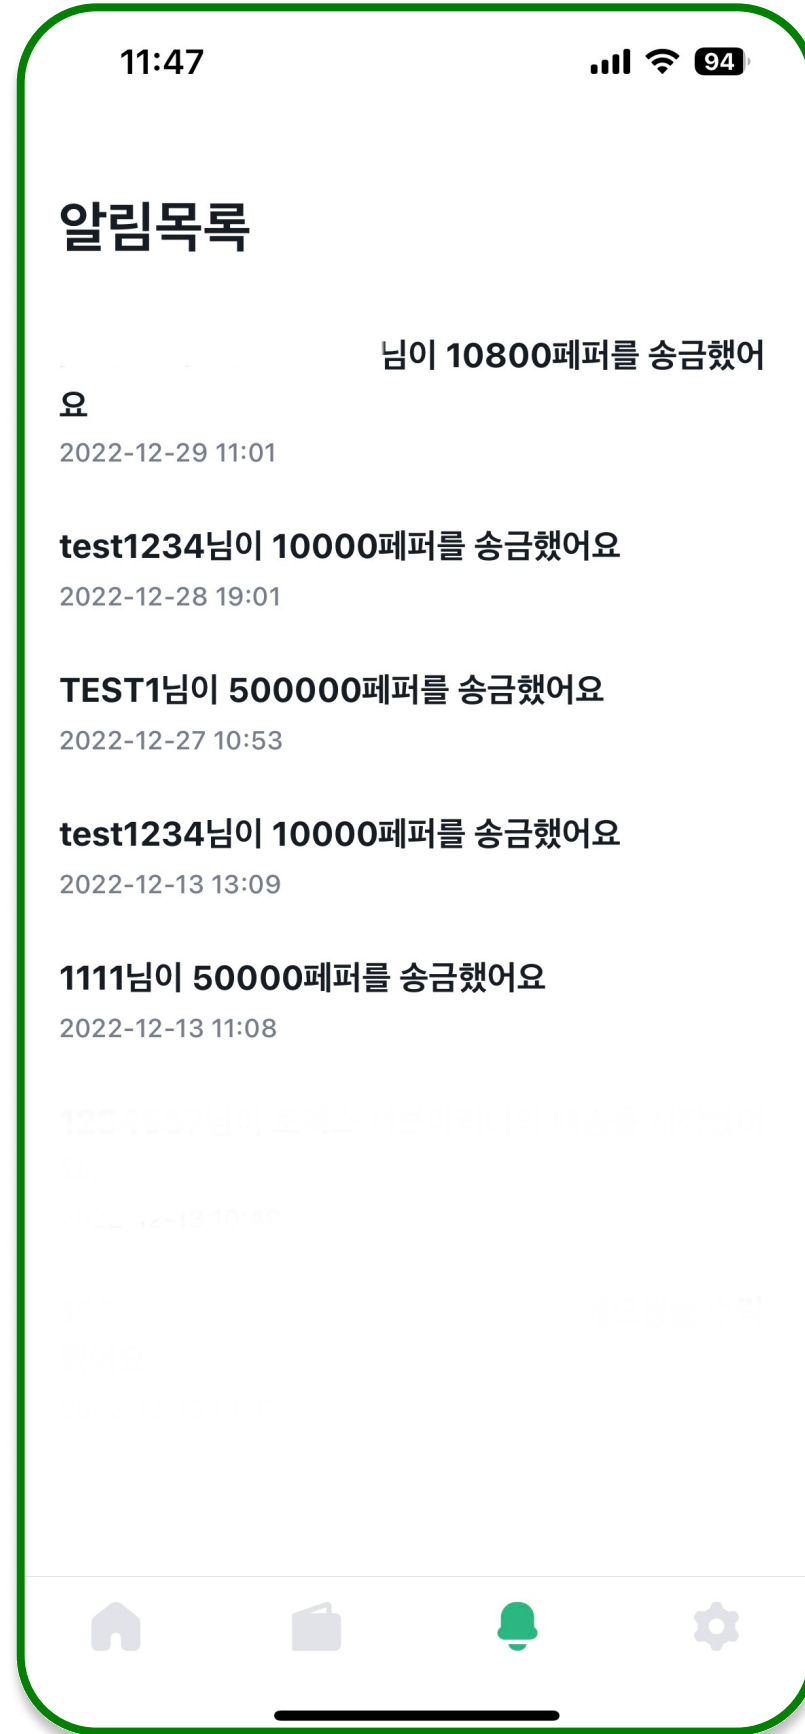 11:47
94
알림목록
님이 10800페퍼를 송금했어
요
2022-12-29 11:01
test1234님이 10000페퍼를 송금했어요
2022-12-28 19:01
TEST1님이 500000페퍼를 송금했어요
2022-12-27 10:53
test1234님이 10000페퍼를 송금했어요
2022-12-13 13:09
1111님이 50000페퍼를 송금했어요
2022-12-13 11:08